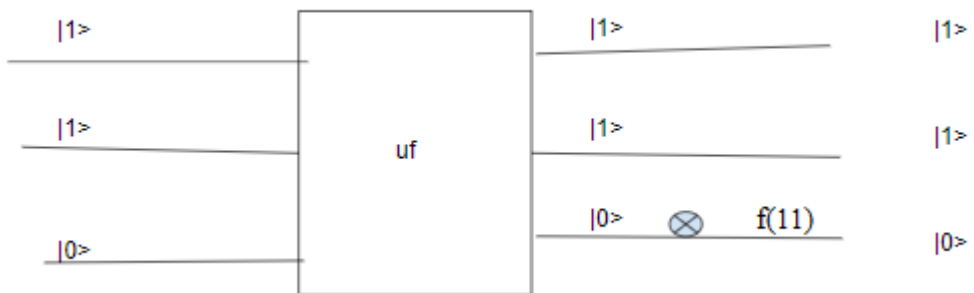 |1> |1> |1>
|1> uf |1> |1>
|0> |0> ⊗ f(11) |0>